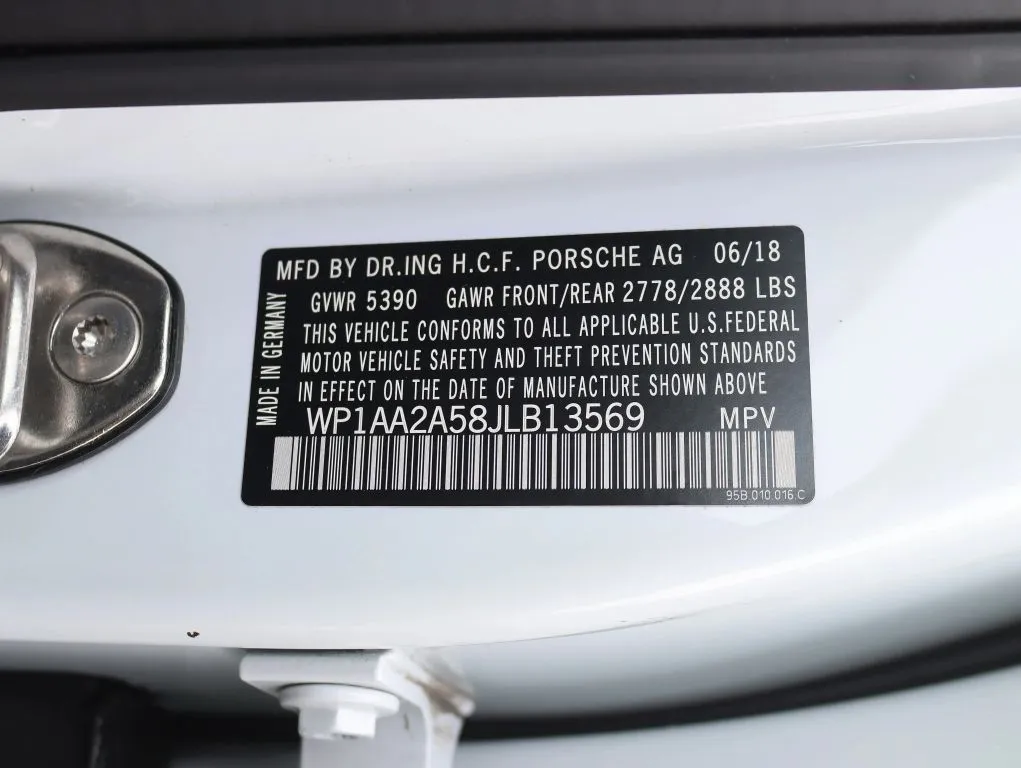 MFD BY DR.ING H.C.F. PORSCHE AG 06/18
GVWR 5390 GAWR FRONT/REAR 2778/2888 LBS
THIS VEHICLE CONFORMS TO ALL APPLICABLE U.S.FEDERAL
MOTOR VEHICLE SAFETY AND THEFT PREVENTION STANDARDS
IN EFFECT ON THE DATE OF MANUFACTURE SHOWN ABOVE
WP1AA2A58JLB13569 MPV
95B.010.016 C
MADE IN GERMANY